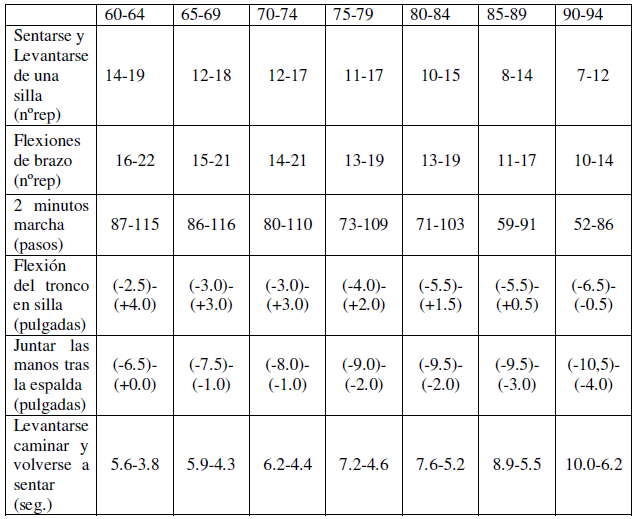 60-64 65-69 70-74 75-79 80-84 85-89 90-94
Sentarse y
Levantarse
de una
silla
(nºrep)
14-19 12-18 12-17 11-17 10-15 8-14 7-12
Flexiones
de brazo
(nºrep)
16-22 15-21 14-21 13-19 13-19 11-17 10-14
2 minutos
marcha
(pasos)
87-115 86-116 80-110 73-109 71-103 59-91 52-86
Flexión
del tronco
en silla
(pulgadas)
(-2.5)- (-3.0)- (-3.0)- (-4.0)- (-5.5)- (-5.5)- (-6.5)-
(+4.0) (+3.0) (+3.0) (+2.0) (+1.5) (+0.5) (-0.5)
Juntar las
manos tras
la espalda
(pulgadas)
(-6.5)- (-7.5)- (-8.0)- (-9.0)- (-9.5)- (-9.5)- (-10,5)-
(+0.0) (-1.0) (-1.0) (-2.0) (-2.0) (-3.0) (-4.0)
Levantarse
caminar y
volverse a
sentar
(seg.)
5.6-3.8 5.9-4.3 6.2-4.4 7.2-4.6 7.6-5.2 8.9-5.5 10.0-6.2